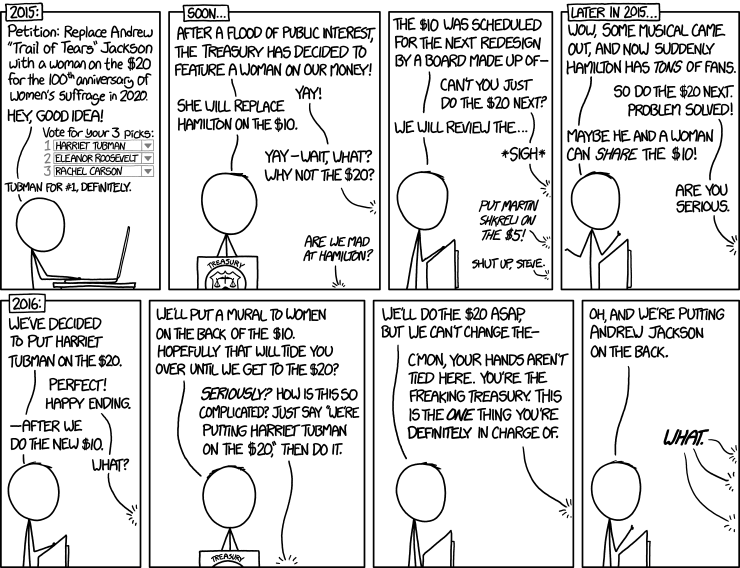 2015:
Petition: Replace Andrew
"Trail of Tears" Jackson
with a woman on the $20
for the 100th anniversary of
women's suffrage in 2020.
HEY, GOOD IDEA!
Vote for your 3 picks:
1 HARRIET TUBMAN
2 ELEANOR ROOSEVELT
3 RACHEL CARSON
TUBMAN FOR #1, DEFINITELY.
SOON...
AFTER A FLOOD OF PUBLIC INTEREST,
THE TREASURY HAS DECIDED TO
FEATURE A WOMAN ON OUR MONEY!
YAY!
SHE WILL REPLACE
HAMILTON ON THE $10.
YAY—WAIT, WHAT?
WHY NOT THE $20?
ARE WE MAD
AT HAMILTON?
TREASURY
THE $10 WAS SCHEDULED
FOR THE NEXT REDESIGN
BY A BOARD MADE UP OF—
CAN'T YOU JUST
DO THE $20 NEXT?
WE WILL REVIEW THE...
*SIGH*
PUT MARTIN
SHKRELI ON
THE $5!
SHUT UP, STEVE.
LATER IN 2015...
WOW, SOME MUSICAL CAME
OUT, AND NOW SUDDENLY
HAMILTON HAS TONS OF FANS.
SO DO THE $20 NEXT.
PROBLEM SOLVED!
MAYBE HE AND A WOMAN
CAN SHARE THE $10!
ARE YOU
SERIOUS.
2016:
WE'VE DECIDED
TO PUT HARRIET
TUBMAN ON THE $20.
PERFECT!
HAPPY ENDING.
—AFTER WE
DO THE NEW $10.
WHAT?
WE'LL PUT A MURAL TO WOMEN
ON THE BACK OF THE $10.
HOPEFULLY THAT WILL TIDE YOU
OVER UNTIL WE GET TO THE $20?
SERIOUSLY? HOW IS THIS SO
COMPLICATED? JUST SAY "WE'RE
PUTTING HARRIET TUBMAN
ON THE $20," THEN DO IT.
TREASURY
WE'LL DO THE $20 ASAP,
BUT WE CAN'T CHANGE THE—
C'MON, YOUR HANDS AREN'T
TIED HERE. YOU'RE THE
FREAKING TREASURY. THIS
IS THE ONE THING YOU'RE
DEFINITELY IN CHARGE OF.
OH, AND WE'RE PUTTING
ANDREW JACKSON
ON THE BACK.
WHAT.